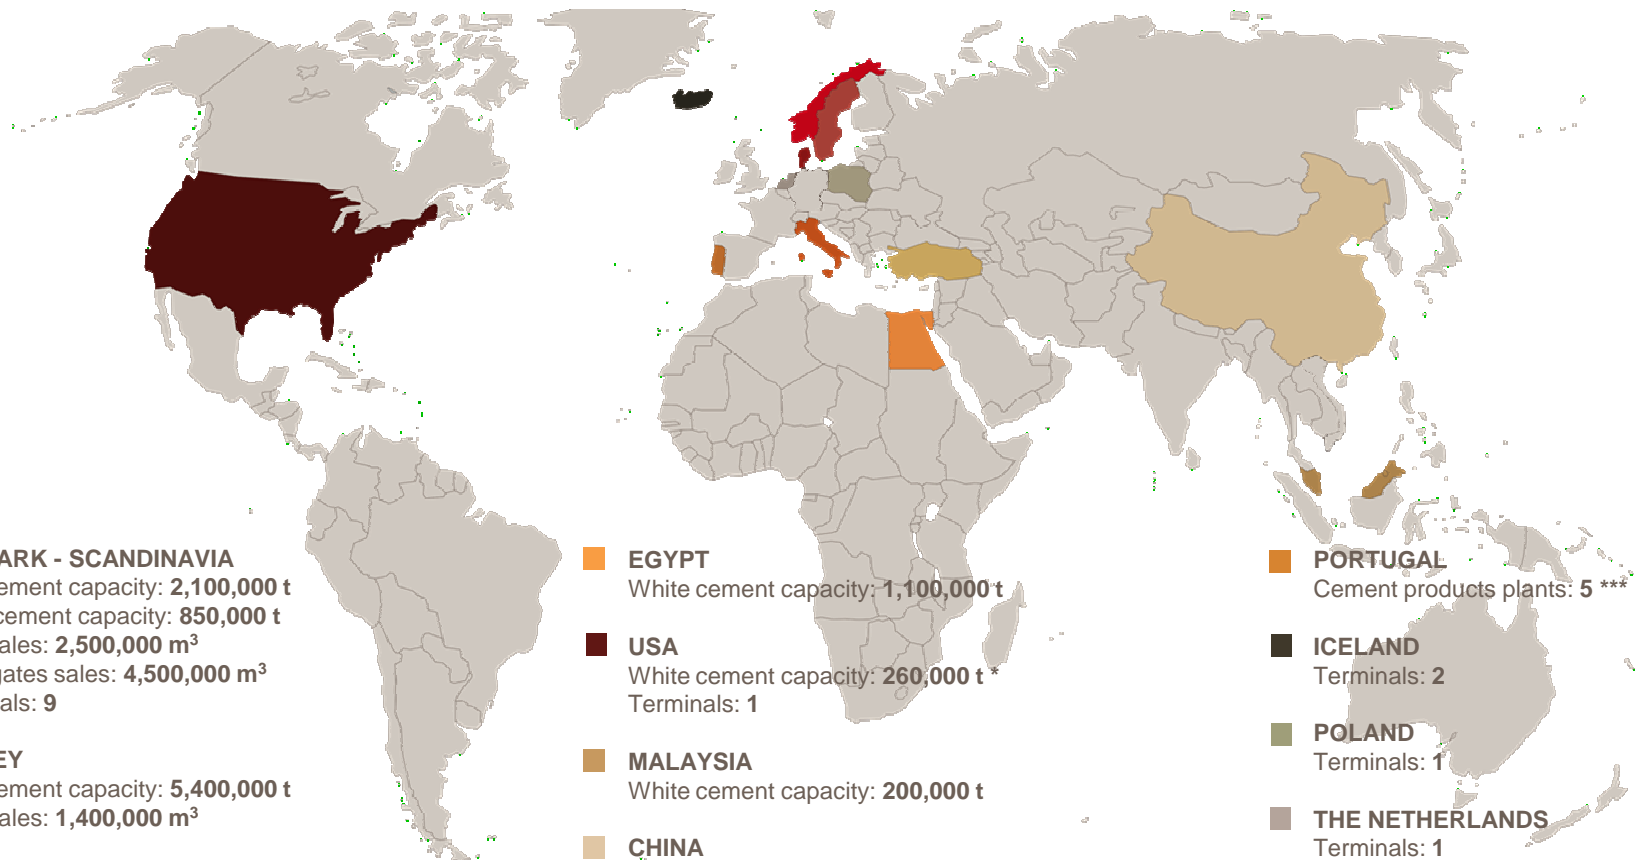 ARK - SCANDINAVIA
ement capacity: 2,100,000 t
cement capacity: 850,000 t
ales: 2,500,000 m³
gates sales: 4,500,000 m³
als: 9
EY
ement capacity: 5,400,000 t
ales: 1,400,000 m³
EGYPT
White cement capacity: 1,100,000 t
USA
White cement capacity: 260,000 t *
Terminals: 1
MALAYSIA
White cement capacity: 200,000 t
CHINA
PORTUGAL
Cement products plants: 5 ***
ICELAND
Terminals: 2
POLAND
Terminals: 1
THE NETHERLANDS
Terminals: 1